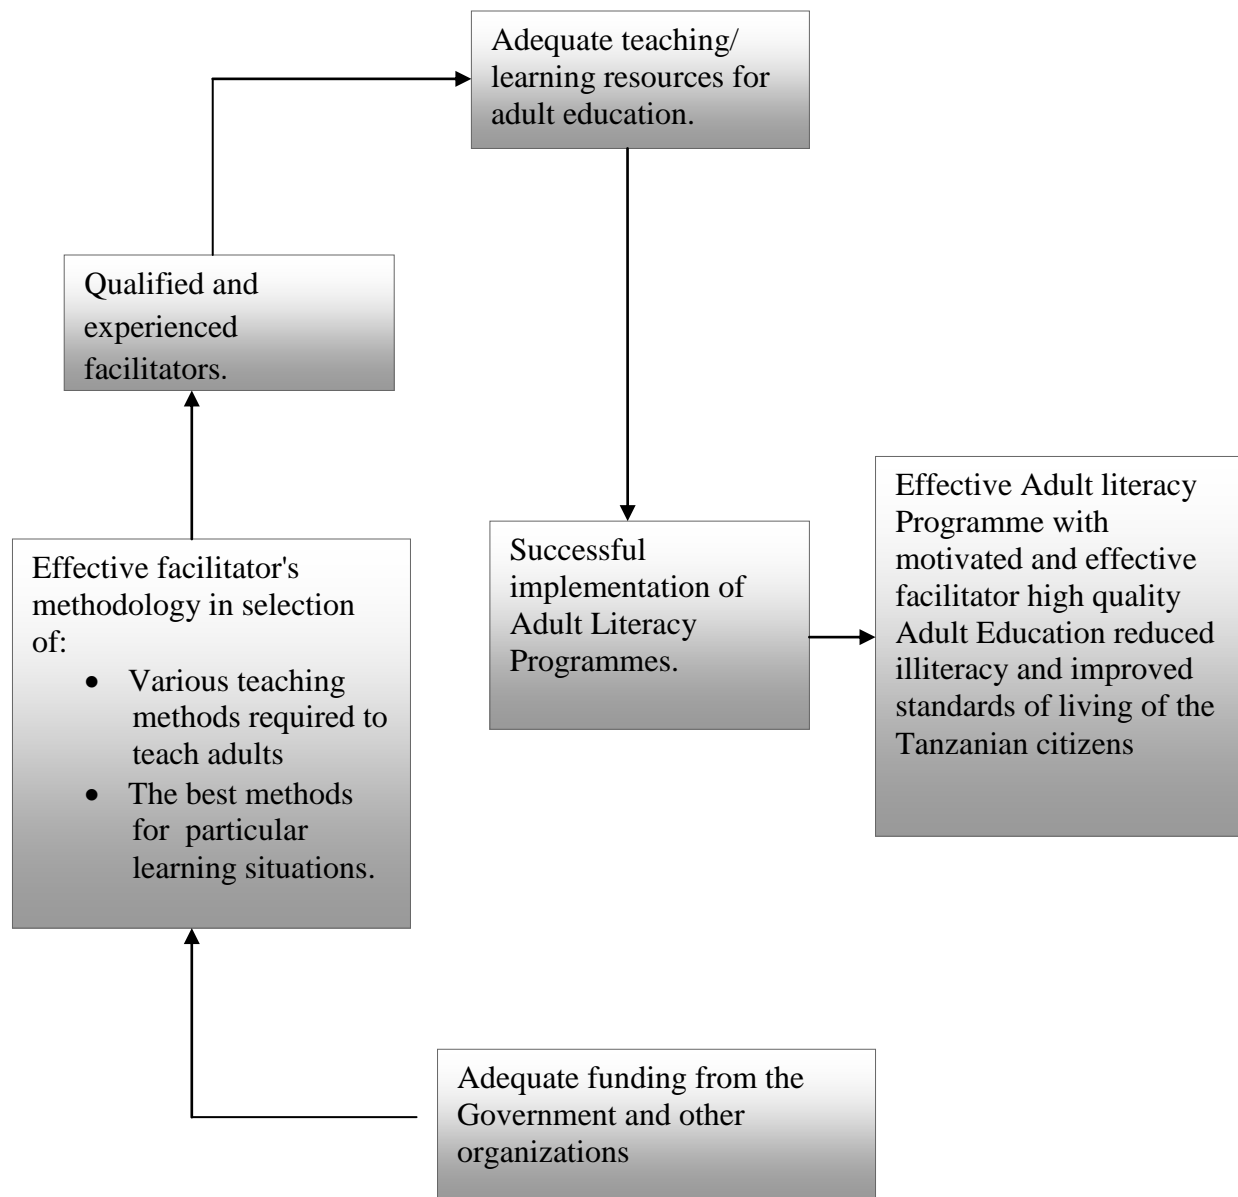 Adequate teaching/
learning resources for
adult education.
Qualified and
experienced
facilitators.
Effective Adult literacy
Programme with
motivated and effective
facilitator high quality
Adult Education reduced
illiteracy and improved
standards of living of the
Tanzanian citizens
Successful
implementation of
Adult Literacy
Programmes.
Effective facilitator's
methodology in selection
of:
• Various teaching
methods required to
teach adults
• The best methods
for particular
learning situations.
Adequate funding from the
Government and other
organizations